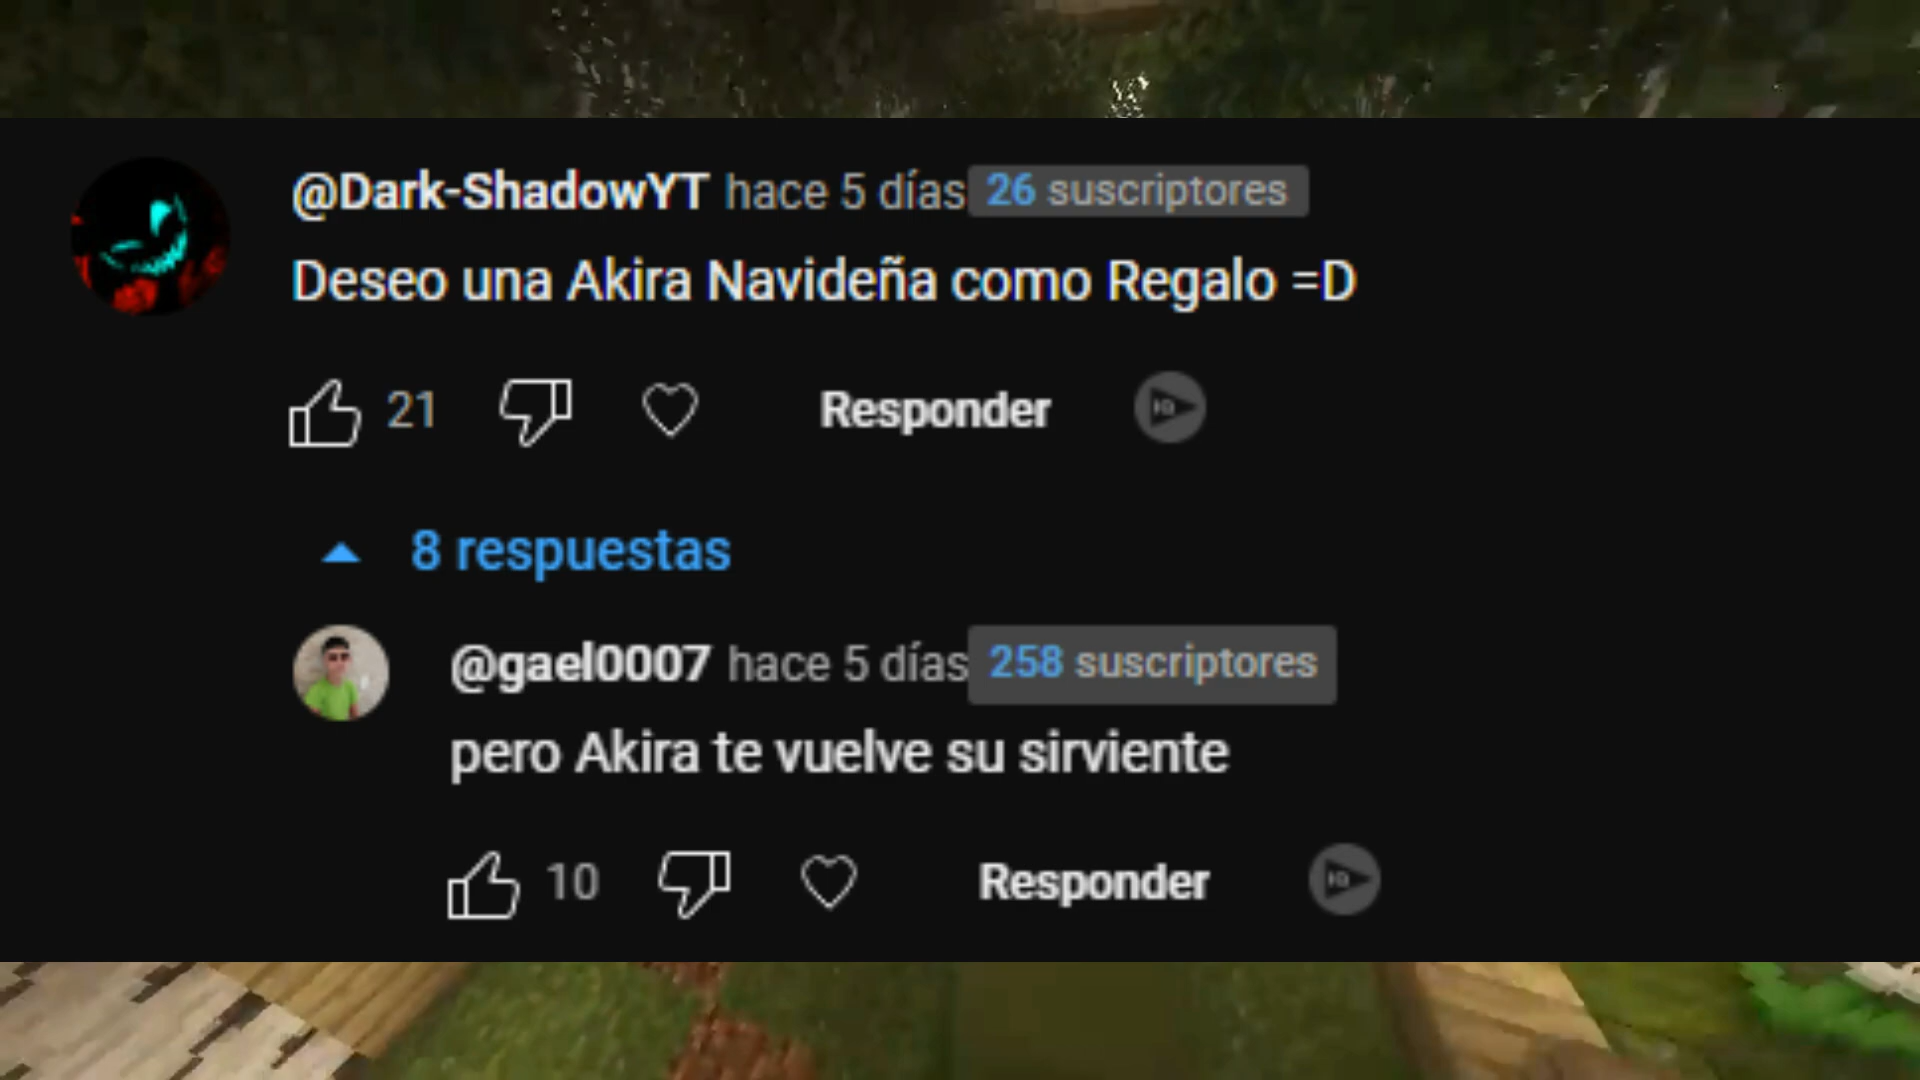 @Dark-ShadowYT hace 5 días 26 suscriptores
Deseo una Akira Navideña como Regalo =D
21 Responder
8 respuestas
@gael0007 hace 5 días 258 suscriptores
pero Akira te vuelve su sirviente
10 Responder